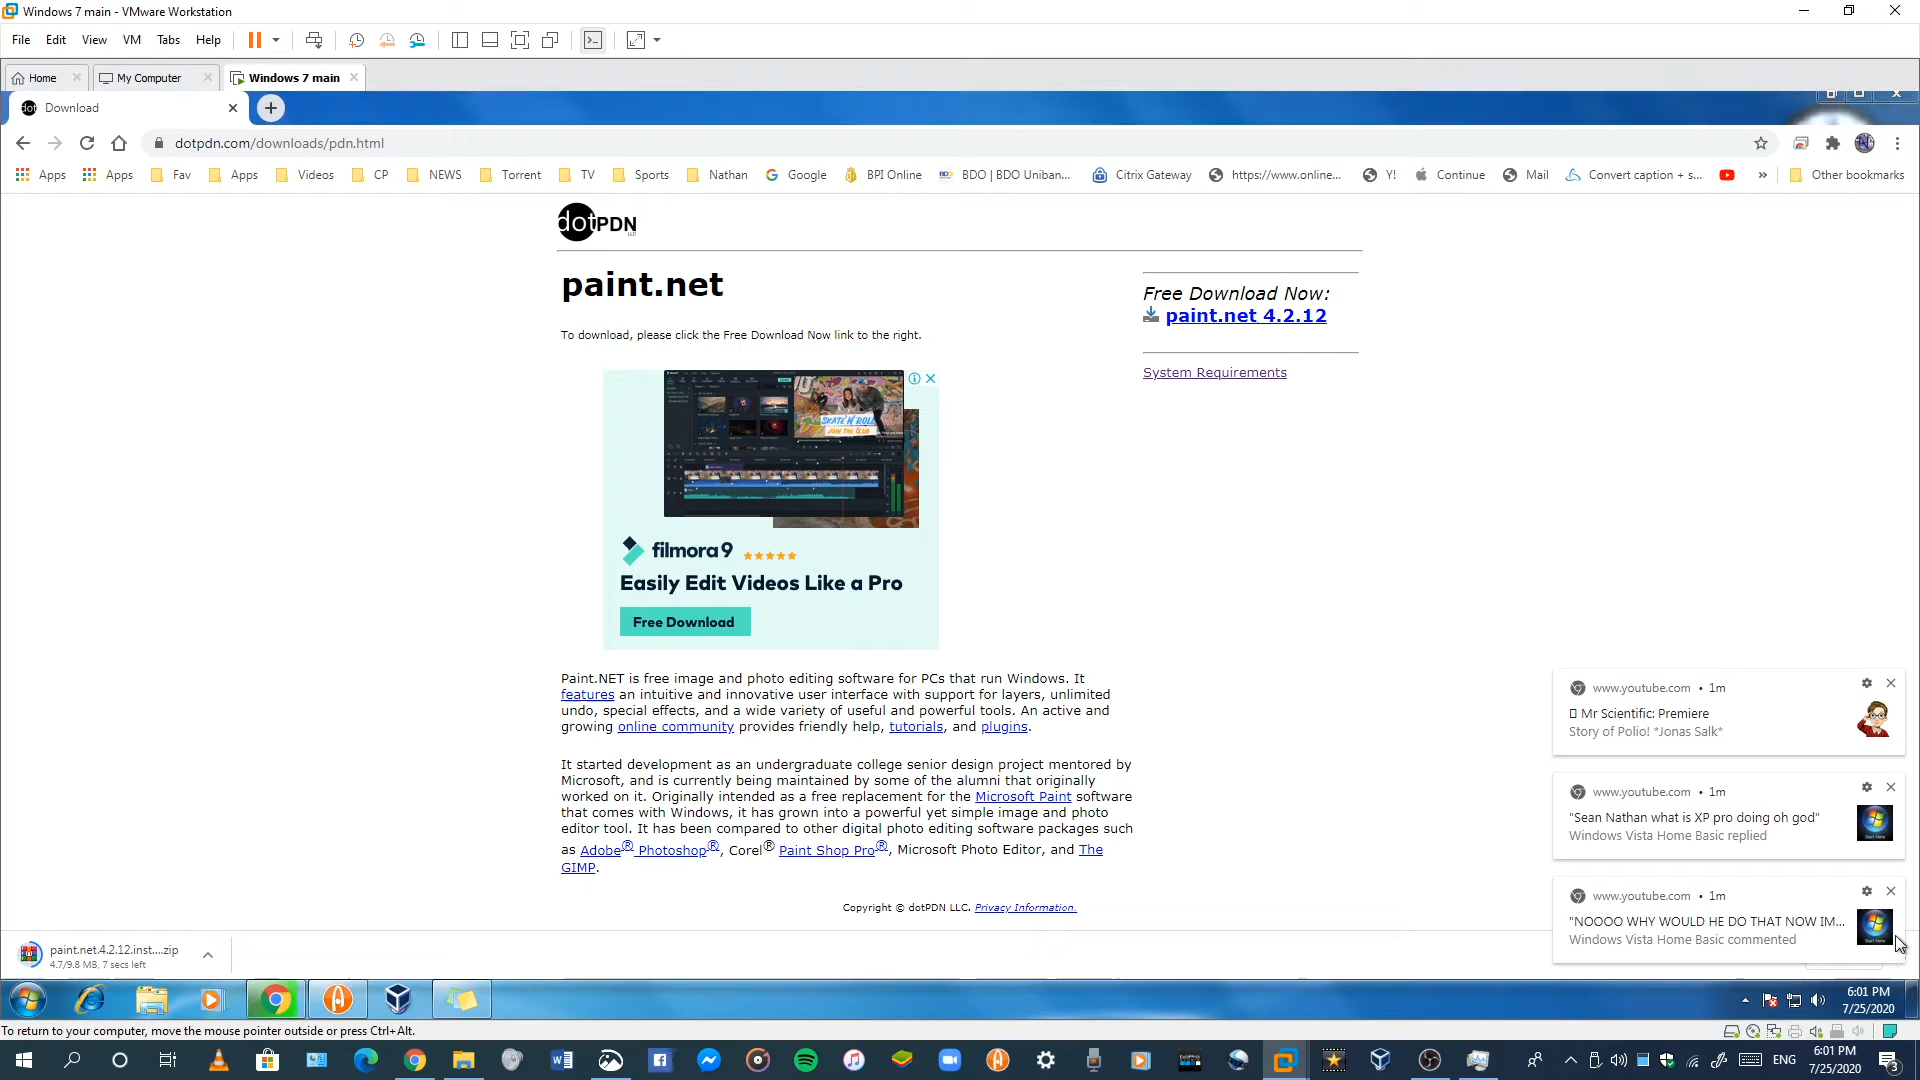 Windows 7 main - VMware Workstation
File Edit View VM Tabs Help
Home My Computer Windows 7 main
Download
dotpdn.com/downloads/pdn.html
Apps Apps Fav Apps Videos CP NEWS Torrent TV Sports Nathan Google BPI Online BDO | BDO Uniban... Citrix Gateway https://www.online... Y! Continue Mail Convert caption + s... » Other bookmarks
dotPDN LLC
paint.net
To download, please click the Free Download Now link to the right.
Free Download Now:
paint.net 4.2.12
System Requirements
SKATE'N'ROLL
JOIN THE CLUB
filmora9
Easily Edit Videos Like a Pro
Free Download
Paint.NET is free image and photo editing software for PCs that run Windows. It
features an intuitive and innovative user interface with support for layers, unlimited
undo, special effects, and a wide variety of useful and powerful tools. An active and
growing online community provides friendly help, tutorials, and plugins.
It started development as an undergraduate college senior design project mentored by
Microsoft, and is currently being maintained by some of the alumni that originally
worked on it. Originally intended as a free replacement for the Microsoft Paint software
that comes with Windows, it has grown into a powerful yet simple image and photo
editor tool. It has been compared to other digital photo editing software packages such
as Adobe® Photoshop®, Corel® Paint Shop Pro®, Microsoft Photo Editor, and The
GIMP.
Copyright © dotPDN LLC. Privacy Information.
www.youtube.com • 1m
Mr Scientific: Premiere
Story of Polio! *Jonas Salk*
www.youtube.com • 1m
"Sean Nathan what is XP pro doing oh god"
Windows Vista Home Basic replied
www.youtube.com • 1m
"NOOOO WHY WOULD HE DO THAT NOW IM...
Windows Vista Home Basic commented
paint.net.4.2.12.inst....zip
4.7/9.8 MB, 7 secs left
6:01 PM
7/25/2020
To return to your computer, move the mouse pointer outside or press Ctrl+Alt.
ENG
6:01 PM
7/25/2020
3